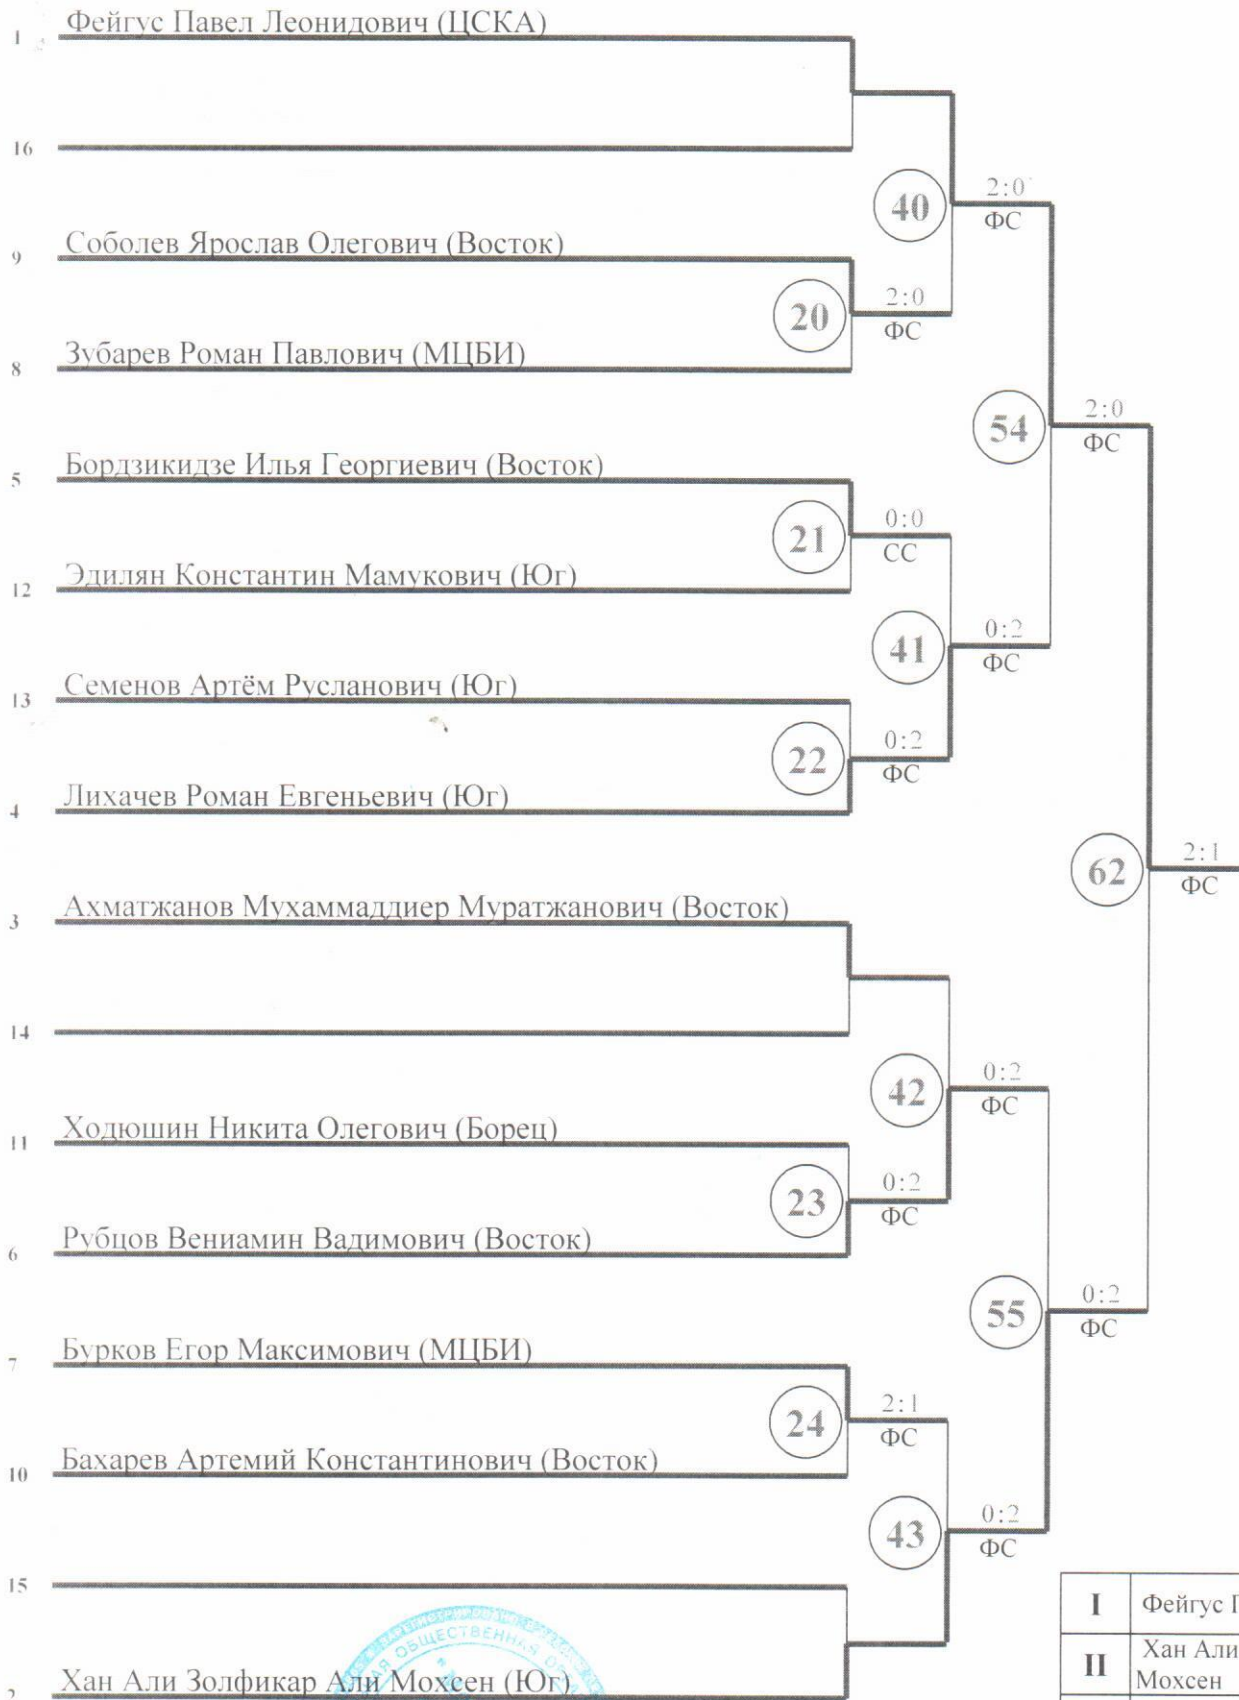 1 Фейгус Павел Леонидович (ЦСКА)
16
40 2:0
ФС
9 Соболев Ярослав Олегович (Восток)
20 2:0
ФС
8 Зубарев Роман Павлович (МЦБИ)
54 2:0
ФС
5 Бордзикидзе Илья Георгиевич (Восток)
21 0:0
СС
12 Эдилян Константин Мамукович (Юг)
41 0:2
ФС
13 Семенов Артём Русланович (Юг)
22 0:2
ФС
4 Лихачев Роман Евгеньевич (Юг)
62 2:1
ФС
3 Ахматжанов Мухаммаддиер Муратжанович (Восток)
14
42 0:2
ФС
11 Ходюшин Никита Олегович (Борец)
23 0:2
ФС
6 Рубцов Вениамин Вадимович (Восток)
55 0:2
ФС
7 Бурков Егор Максимович (МЦБИ)
24 2:1
ФС
10 Бахарев Артемий Константинович (Восток)
43 0:2
ФС
15
2 Хан Али Золфикар Али Мохсен (Юг)
ОБЩЕСТВЕННАЯ
I Фейгус
II Хан Али
Мохсен